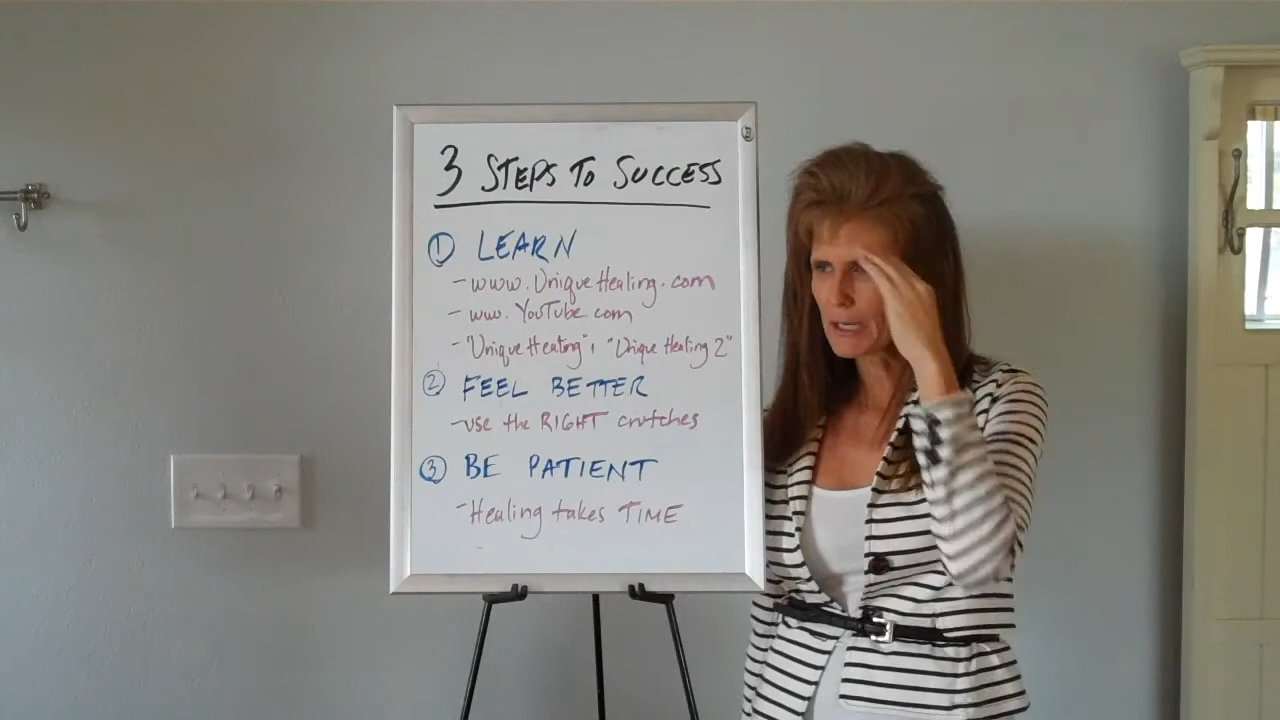 3 STEPS TO SUCCESS
① LEARN
- www.UniqueHealing.com
- www.YouTube.com
- "Unique Healing", "Unique Healing 2"
② FEEL BETTER
- use the RIGHT crutches
③ BE PATIENT
- Healing takes TIME